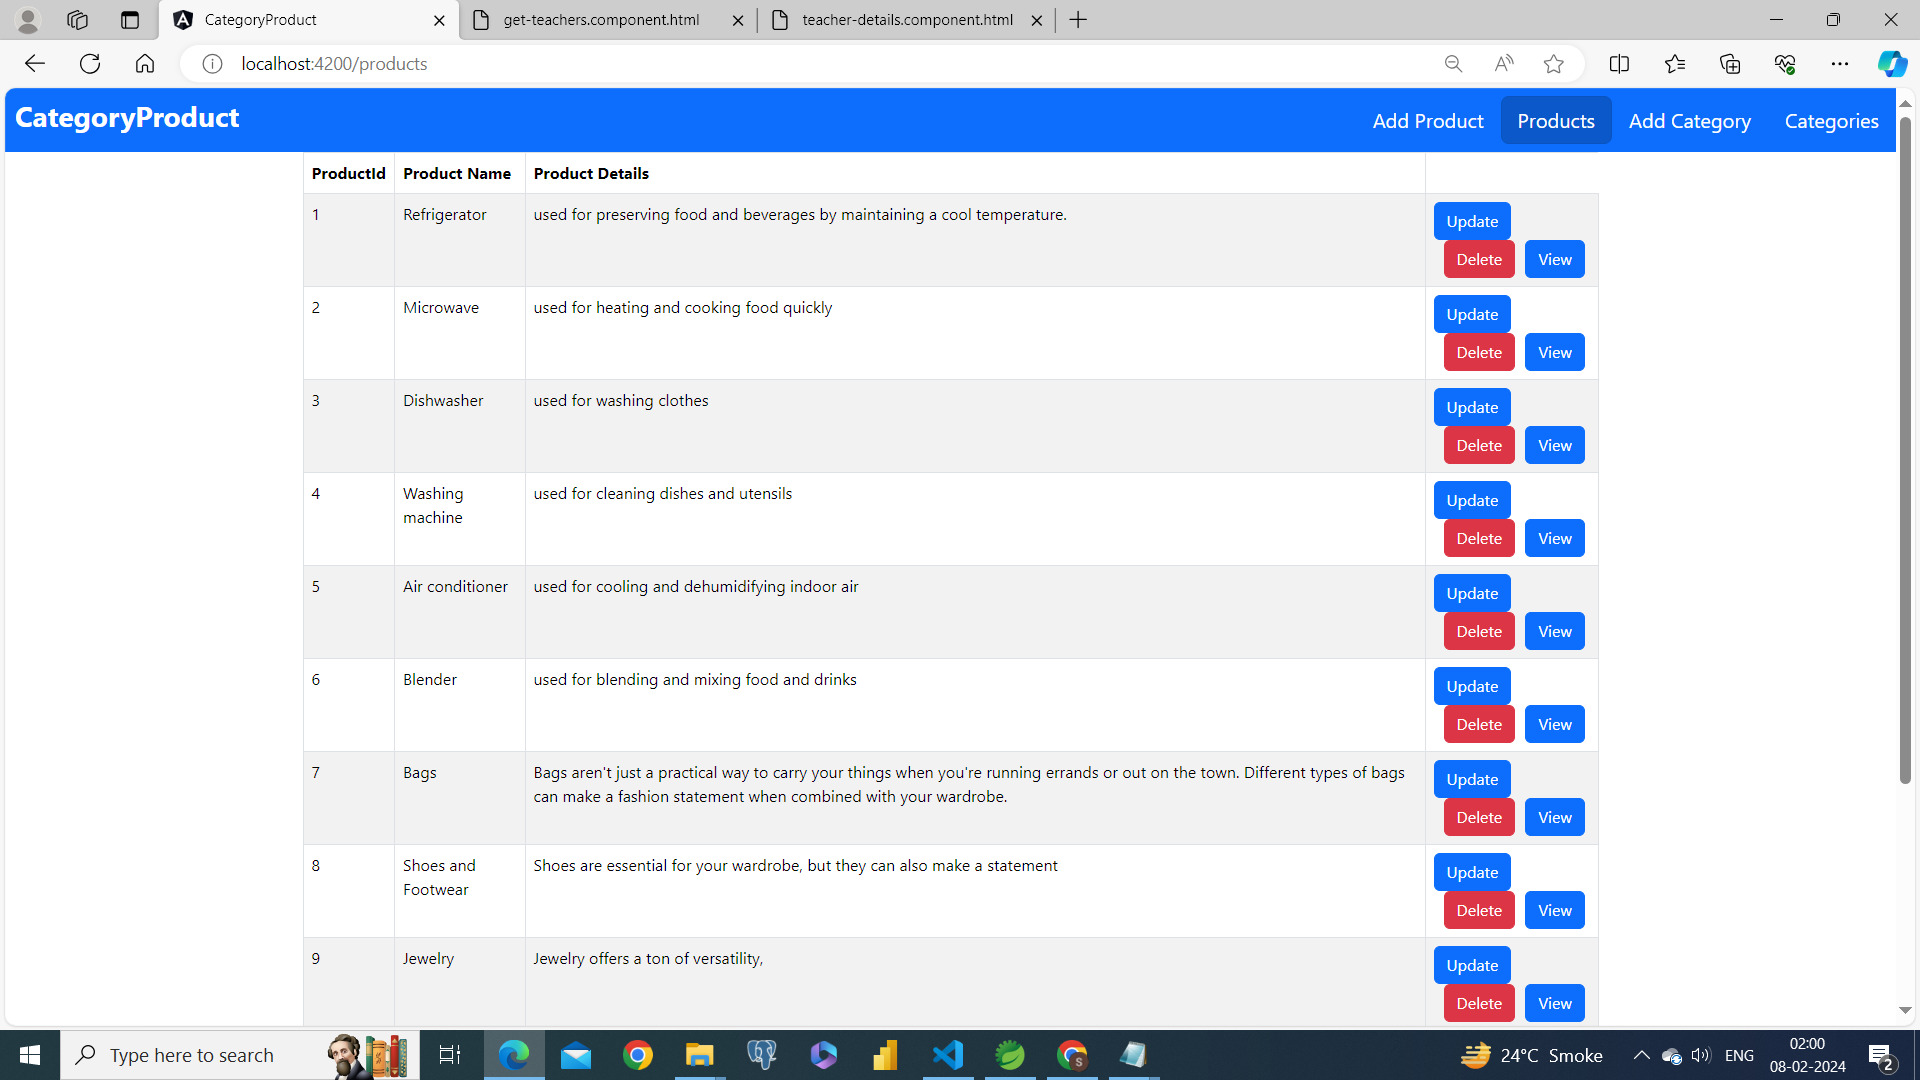 CategoryProduct
get-teachers.component.html
teacher-details.component.html
localhost:4200/products
CategoryProduct
Add Product
Products
Add Category
Categories
ProductId Product Name Product Details
1 Refrigerator used for preserving food and beverages by maintaining a cool temperature. Update
Delete View
2 Microwave used for heating and cooking food quickly Update
Delete View
3 Dishwasher used for washing clothes Update
Delete View
4 Washing used for cleaning dishes and utensils Update
machine
Delete View
5 Air conditioner used for cooling and dehumidifying indoor air Update
Delete View
6 Blender used for blending and mixing food and drinks Update
Delete View
7 Bags Bags aren't just a practical way to carry your things when you're running errands or out on the town. Different types of bags Update
can make a fashion statement when combined with your wardrobe.
Delete View
8 Shoes and Shoes are essential for your wardrobe, but they can also make a statement Update
Footwear
Delete View
9 Jewelry Jewelry offers a ton of versatility, Update
Delete View
Type here to search
24°C Smoke
ENG
02:00
08-02-2024
2